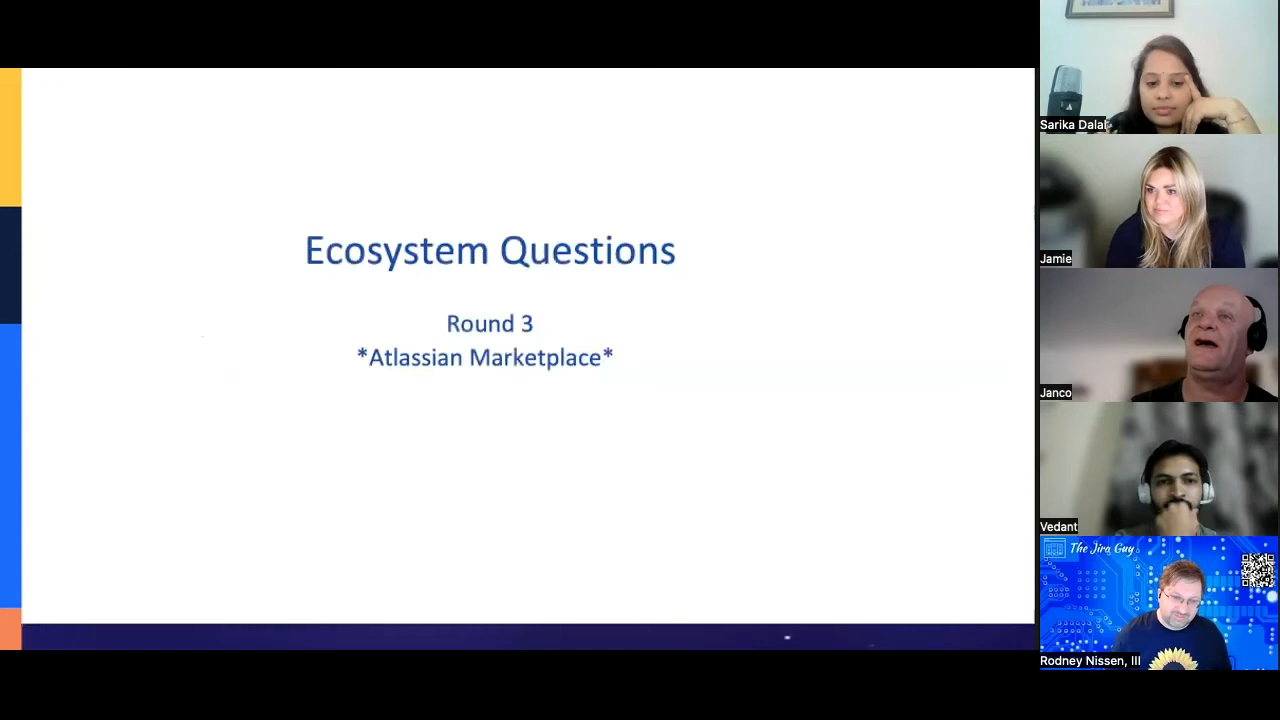 Ecosystem Questions
Round 3
*Atlassian Marketplace*
Sarika Dalal
Jamie
Janco
Vedant
The Jira Guy
Rodney Nissen, III